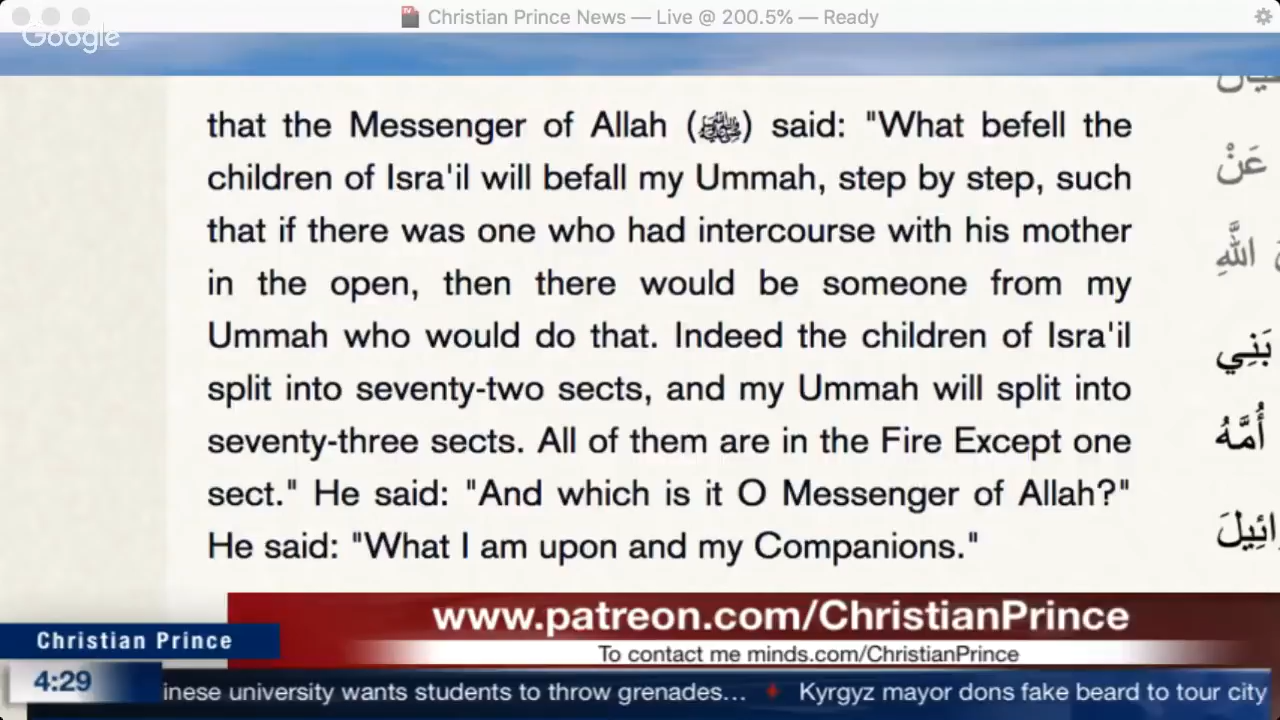 Christian Prince News — Live @ 200.5% — Ready
Google
that the Messenger of Allah (ﷺ) said: "What befell the
children of Isra'il will befall my Ummah, step by step, such
that if there was one who had intercourse with his mother
in the open, then there would be someone from my
Ummah who would do that. Indeed the children of Isra'il
split into seventy-two sects, and my Ummah will split into
seventy-three sects. All of them are in the Fire Except one
sect." He said: "And which is it O Messenger of Allah?"
He said: "What I am upon and my Companions."
عَنْ
اللَّهِ
بَنِي
أُمَّهُ
www.patreon.com/ChristianPrince
To contact me minds.com/ChristianPrince
Christian Prince
4:29
inese university wants students to throw grenades... Kyrgyz mayor dons fake beard to tour city